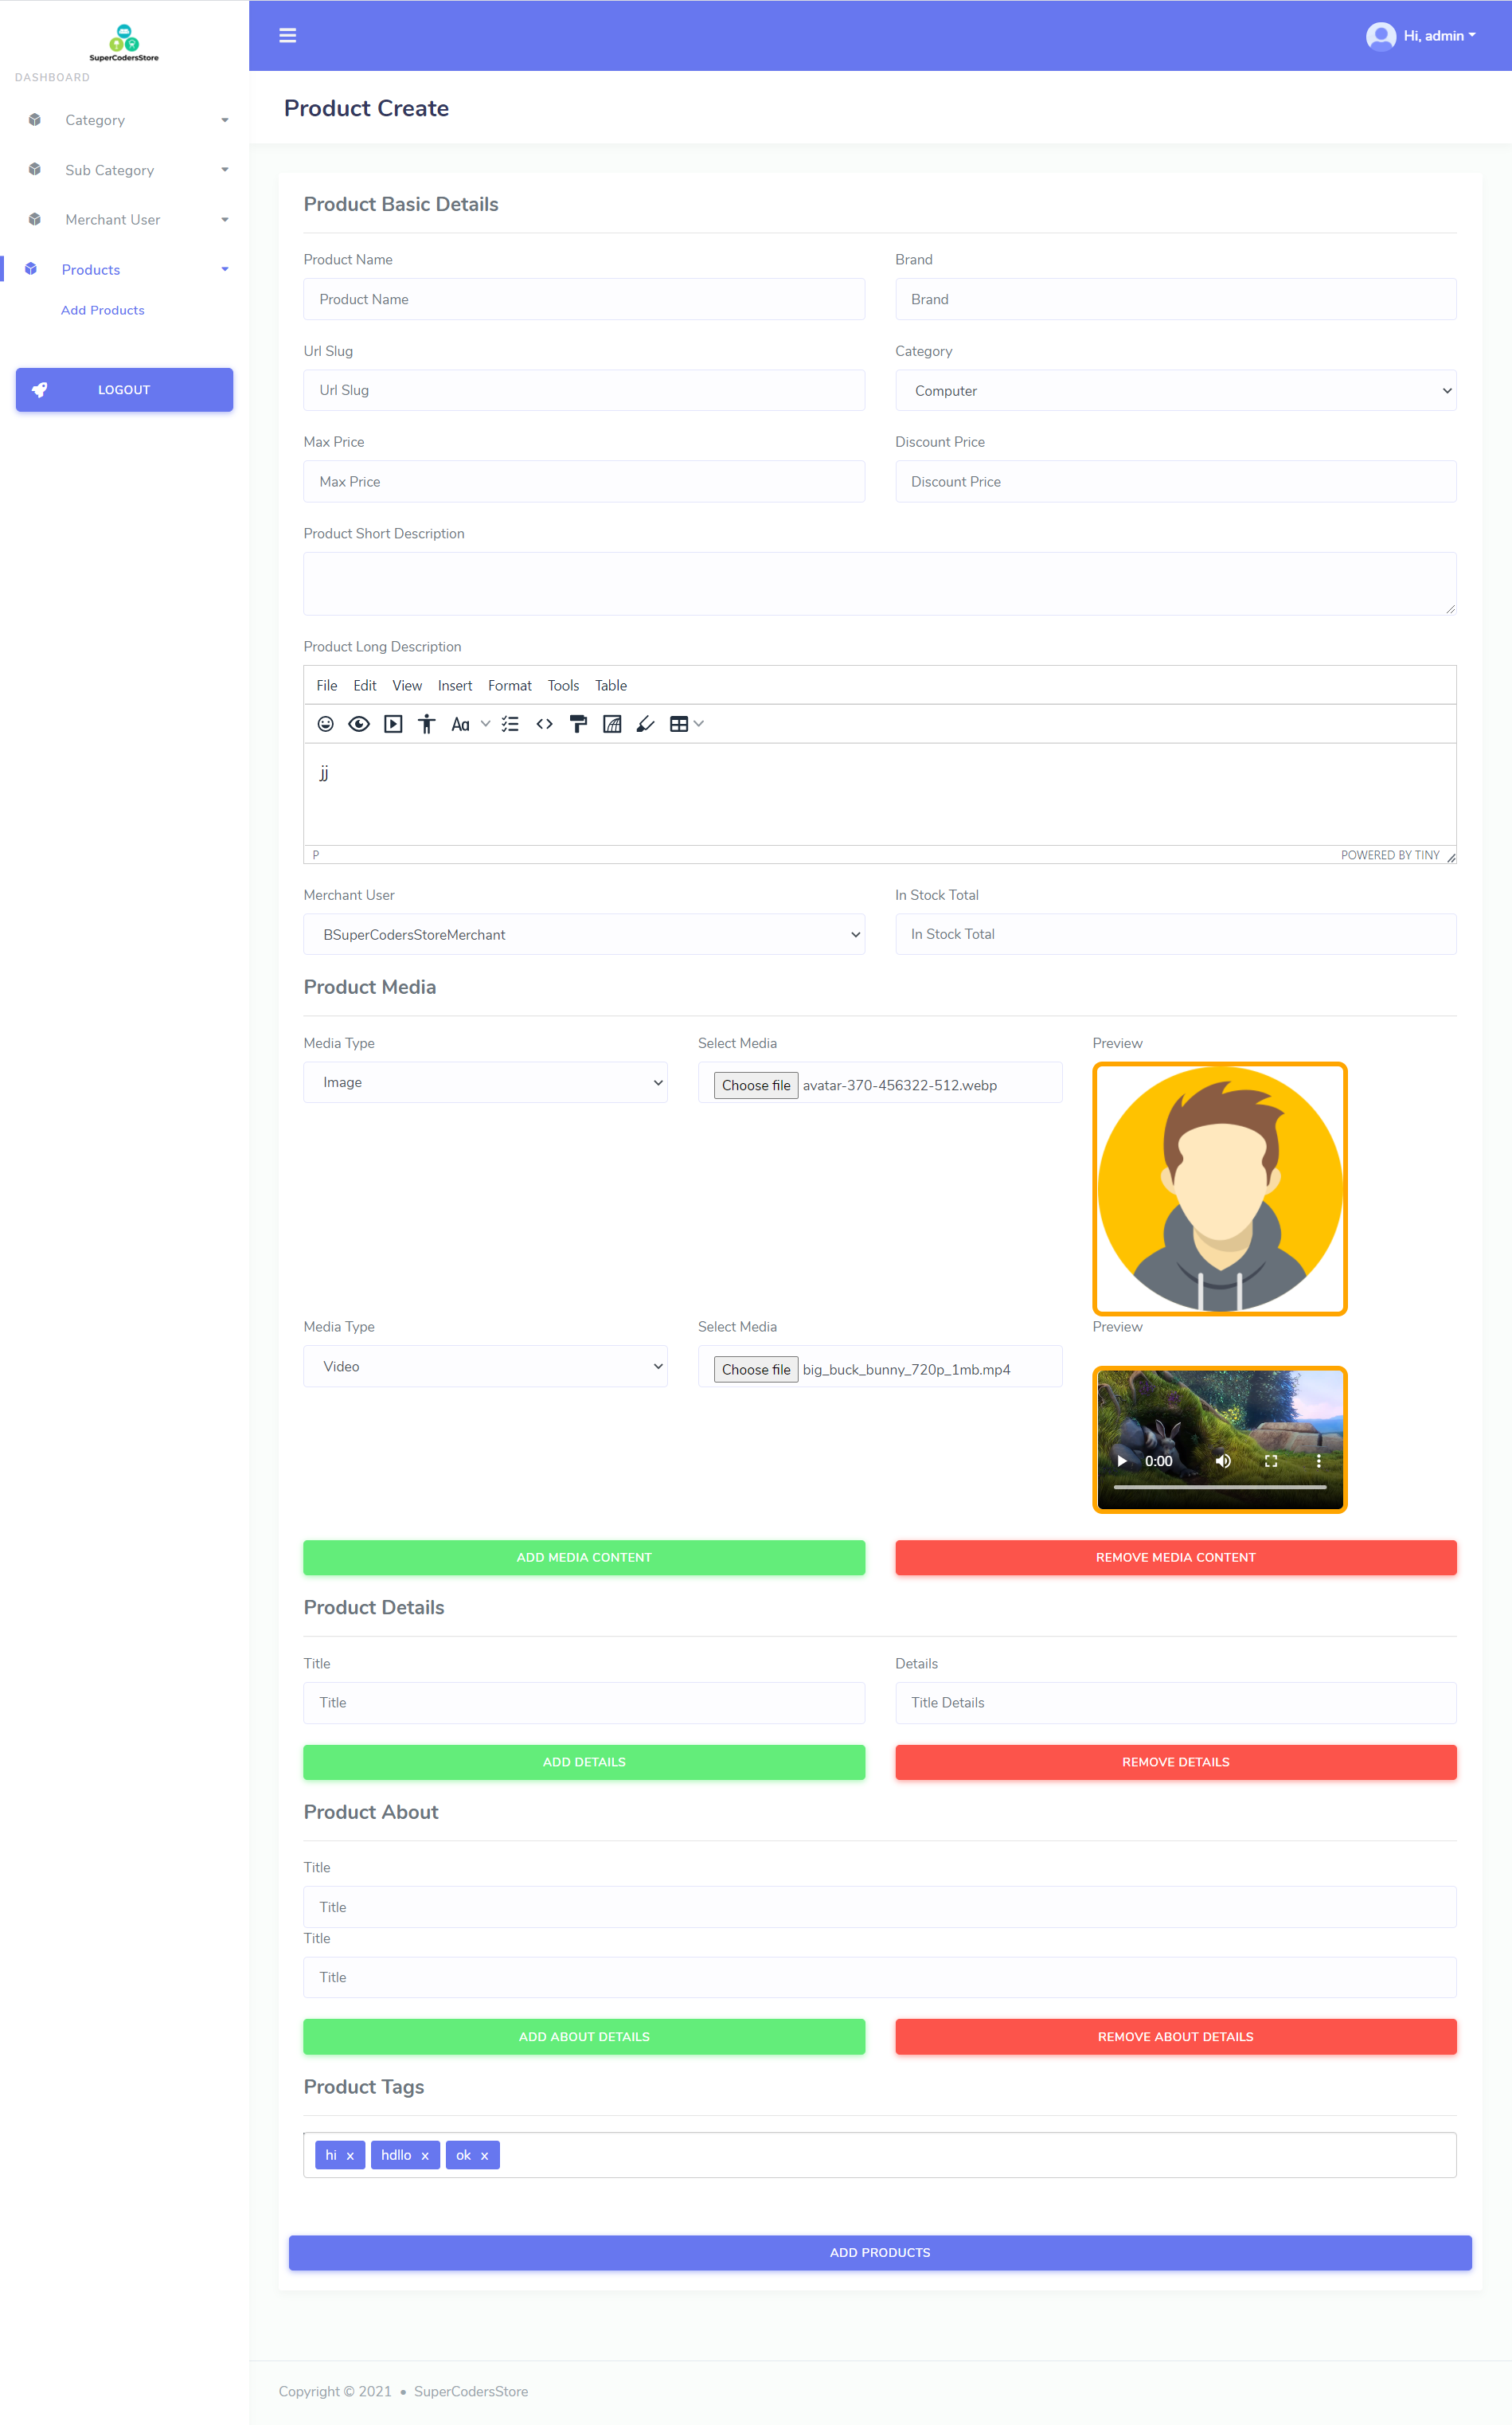 SuperCodersStore
DASHBOARD
Category
Sub Category
Merchant User
Products
Add Products
LOGOUT
Hi, admin
Product Create
Product Basic Details
Product Name Brand
Product Name Brand
Url Slug Category
Url Slug Computer
Max Price Discount Price
Max Price Discount Price
Product Short Description
Product Long Description
File Edit View Insert Format Tools Table
Aa
jj
P POWERED BY TINY
Merchant User In Stock Total
BSuperCodersStoreMerchant In Stock Total
Product Media
Media Type Select Media Preview
Image Choose file avatar-370-456322-512.webp
Media Type Select Media Preview
Video Choose file big_buck_bunny_720p_1mb.mp4
0:00
ADD MEDIA CONTENT REMOVE MEDIA CONTENT
Product Details
Title Details
Title Title Details
ADD DETAILS REMOVE DETAILS
Product About
Title
Title
Title
Title
ADD ABOUT DETAILS REMOVE ABOUT DETAILS
Product Tags
hi x hdllo x ok x
ADD PRODUCTS
Copyright © 2021 • SuperCodersStore